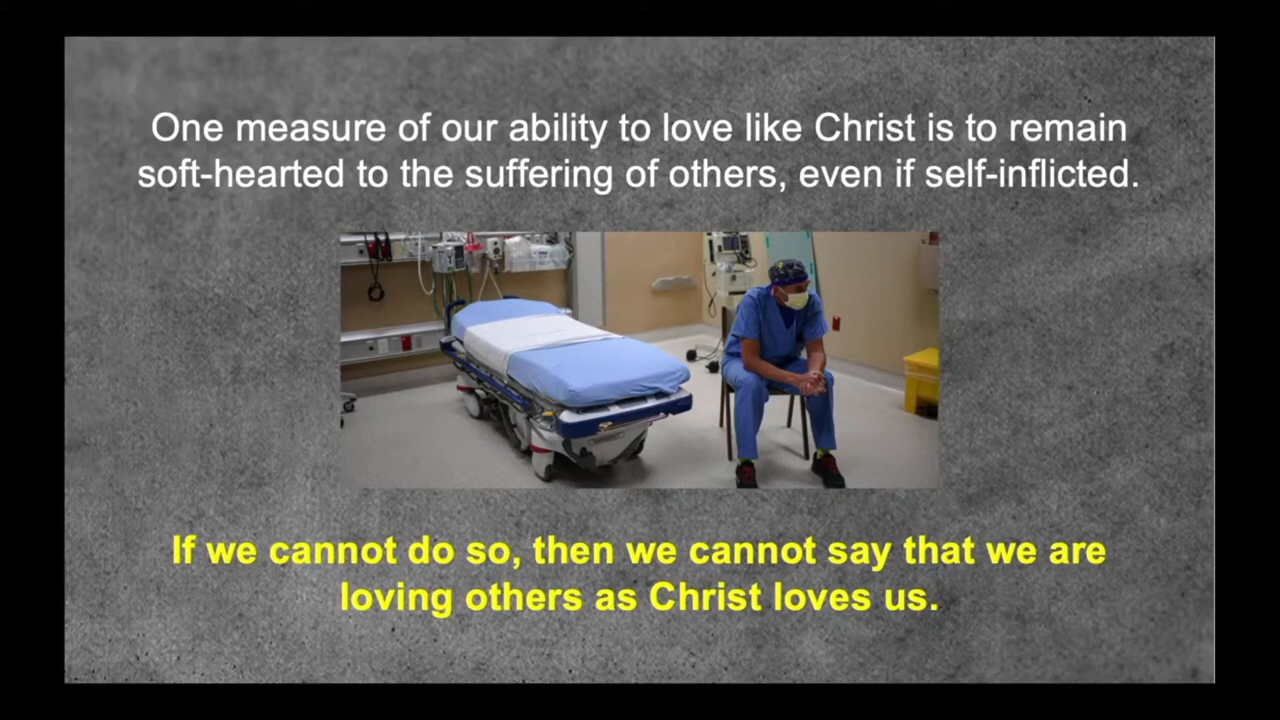 One measure of our ability to love like Christ is to remain
soft-hearted to the suffering of others, even if self-inflicted.
If we cannot do so, then we cannot say that we are
loving others as Christ loves us.